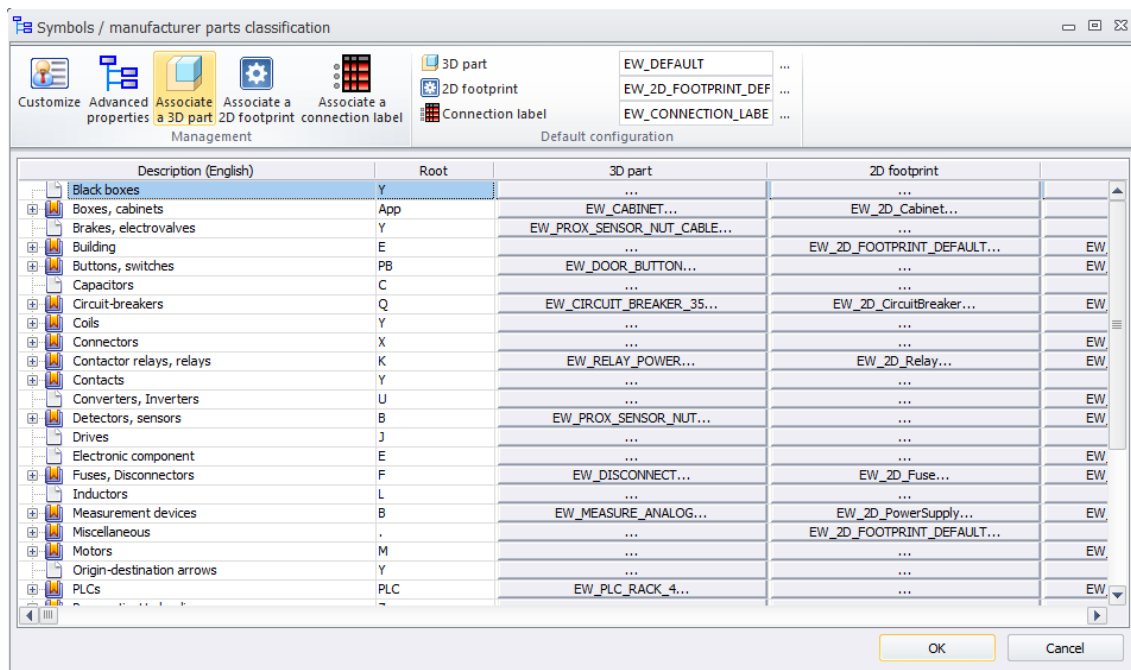 Symbols / manufacturer parts classification
Customize Advanced properties Associate a 3D part Associate a 2D footprint Associate a connection label
Management
3D part EW_DEFAULT ...
2D footprint EW_2D_FOOTPRINT_DEF ...
Connection label EW_CONNECTION_LABE ...
Default configuration
Description (English) Root 3D part 2D footprint
Black boxes Y ... ...
Boxes, cabinets App EW_CABINET... EW_2D_Cabinet...
Brakes, electrovalves Y EW_PROX_SENSOR_NUT_CABLE... ...
Building E ... EW_2D_FOOTPRINT_DEFAULT... EW_
Buttons, switches PB EW_DOOR_BUTTON... ... EW_
Capacitors C ... ...
Circuit-breakers Q EW_CIRCUIT_BREAKER_35... EW_2D_CircuitBreaker... EW_
Coils Y ... ...
Connectors X ... ... EW_
Contactor relays, relays K EW_RELAY_POWER... EW_2D_Relay... EW_
Contacts Y ... ...
Converters, Inverters U ... ... EW_
Detectors, sensors B EW_PROX_SENSOR_NUT... ... EW_
Drives J ... ...
Electronic component E ... ... EW_
Fuses, Disconnectors F EW_DISCONNECT... EW_2D_Fuse... EW_
Inductors L ... ...
Measurement devices B EW_MEASURE_ANALOG... EW_2D_PowerSupply... EW_
Miscellaneous . ... EW_2D_FOOTPRINT_DEFAULT...
Motors M ... ... EW_
Origin-destination arrows Y ... ...
PLCs PLC EW_PLC_RACK_4... ... EW_
OK Cancel